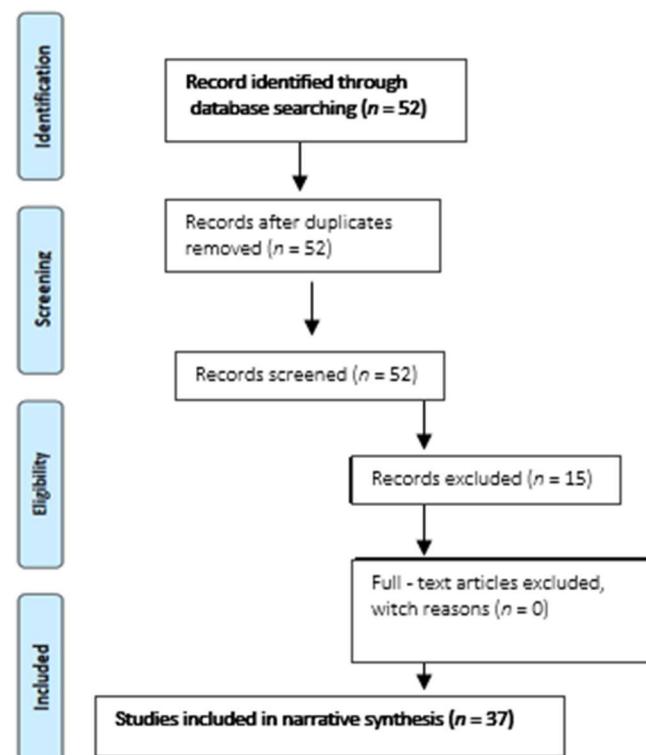 Identification
Record identified through
database searching (n = 52)
Screening
Records after duplicates
removed (n = 52)
Records screened (n = 52)
Eligibility
Records excluded (n = 15)
Full - text articles excluded,
witch reasons (n = 0)
Included
Studies included in narrative synthesis (n = 37)